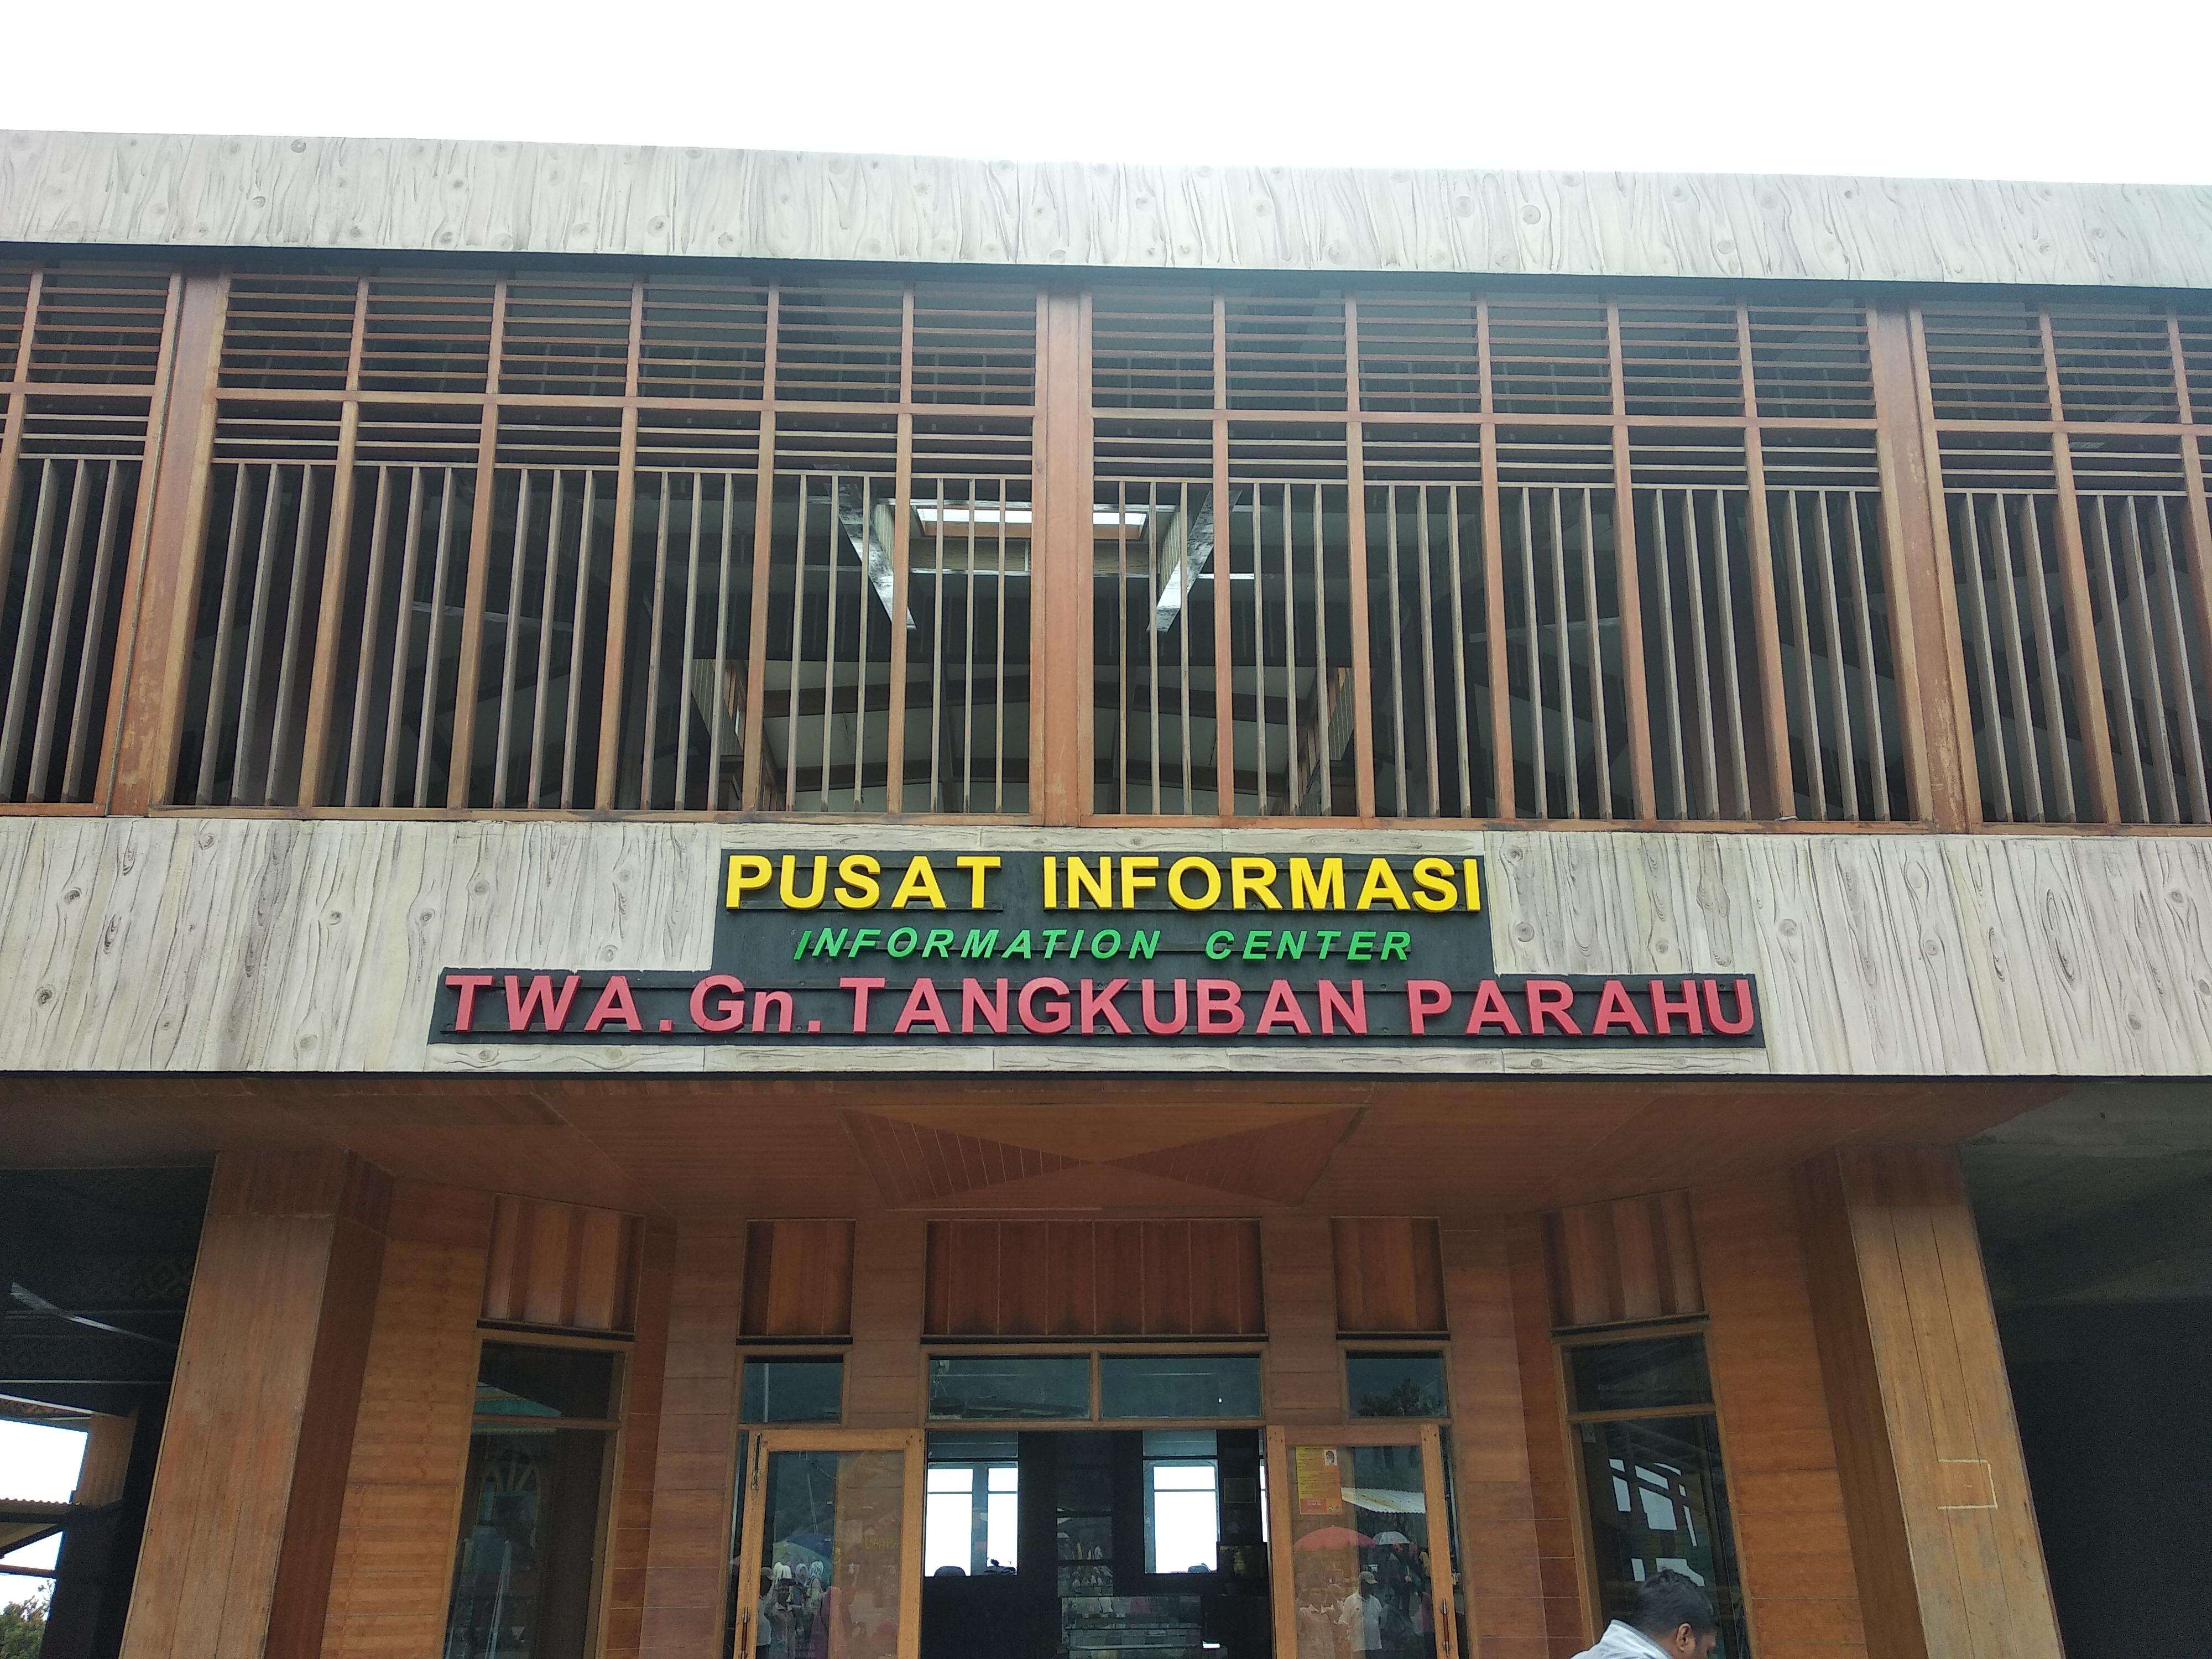 PUSAT INFORMASI
INFORMATION CENTER
TWA.Gn.TANGKUBAN PARAHU